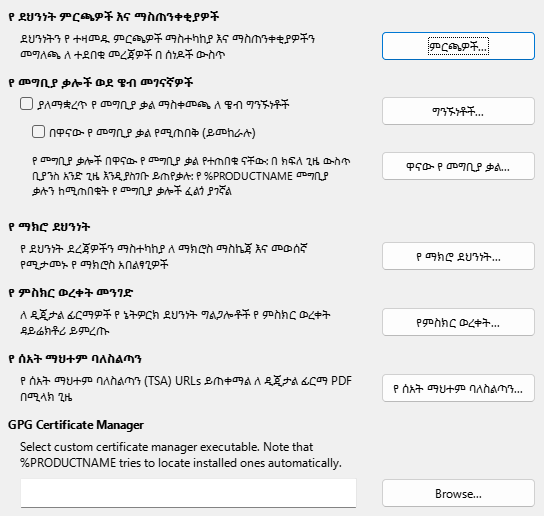 የ ደህንነት ምርጫዎች እና ማስጠንቀቂያዎች
ደህንነትን የ ተዛመዱ ምርጫዎች ማስተካከያ እና ማስጠንቀቂያዎችን
መግለጫ ለ ተደበቁ መረጃዎች በ ሰነዶች ውስጥ
ምርጫዎች...
የ መግቢያ ቃሎች ወደ ዌብ መገናኛዎች
ያለማቋረጥ የ መግቢያ ቃል ማስቀመጫ ለ ዌብ ግንኙነቶች
ግንኙነቶች...
በዋናው የ መግቢያ ቃል የሚጠበቅ (ይመከራሉ)
የ መግቢያ ቃሎች በዋናው የ መግቢያ ቃል የተጠበቁ ናቸው: በ ክፍለ ጊዜ ውስጥ
ቢያንስ አንድ ጊዜ እንዲያስገቡ ይጠየቃሉ: የ %PRODUCTNAME መግቢያ
ቃሉን ከሚጠበቁት የ መግቢያ ቃሎች ፈልጎ ያገኛል
ዋናው የ መግቢያ ቃል...
የ ማክሮ ደህንነት
የ ደህንነት ደረጃዎችን ማስተካከያ ለ ማክሮስ ማስኬጃ እና መወሰኛ
የሚታመኑ የ ማክሮስ አበልፃጊዎች
የ ማክሮ ደህንነት...
የ ምስክር ወረቀት መንገድ
ለ ዲጂታል ፊርማዎች የ ኔትዎርክ ደህንነት ግልጋሎቶች የ ምስክር ወረቀት
ዳይሬክቶሪ ይምረጡ
የምስክር ወረቀት...
የ ሰአት ማህተም ባለስልጣን
የ ሰአት ማህተም ባለስልጣን (TSA) URLs ይጠቀማል ለ ዲጂታል ፊርማ PDF
በሚላክ ጊዜ
የ ሰአት ማህተም ባለስልጣን...
GPG Certificate Manager
Select custom certificate manager executable. Note that
%PRODUCTNAME tries to locate installed ones automatically.
Browse...